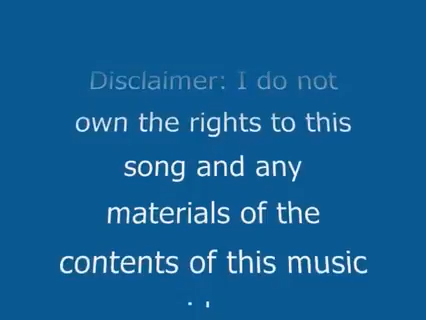 Disclaimer: I do not
own the rights to this
song and any
materials of the
contents of this music